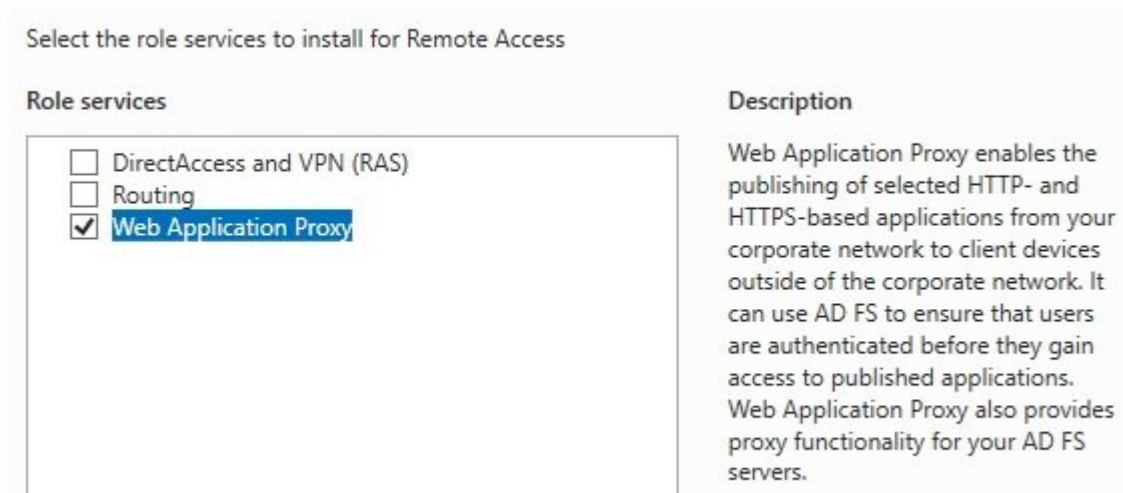 Select the role services to install for Remote Access
Role services
DirectAccess and VPN (RAS)
Routing
Web Application Proxy
Description
Web Application Proxy enables the
publishing of selected HTTP- and
HTTPS-based applications from your
corporate network to client devices
outside of the corporate network. It
can use AD FS to ensure that users
are authenticated before they gain
access to published applications.
Web Application Proxy also provides
proxy functionality for your AD FS
servers.